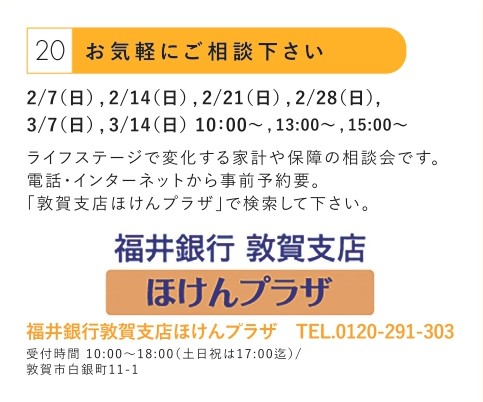 20 お気軽にご相談下さい
2/7(日), 2/14(日), 2/21(日), 2/28(日),
3/7(日), 3/14(日) 10:00～, 13:00～, 15:00～
ライフステージで変化する家計や保障の相談会です。
電話・インターネットから事前予約要。
「敦賀支店ほけんプラザ」で検索して下さい。
福井銀行 敦賀支店
ほけんプラザ
福井銀行敦賀支店ほけんプラザ TEL.0120-291-303
受付時間 10:00～18:00(土日祝は17:00迄)/
敦賀市白銀町11-1